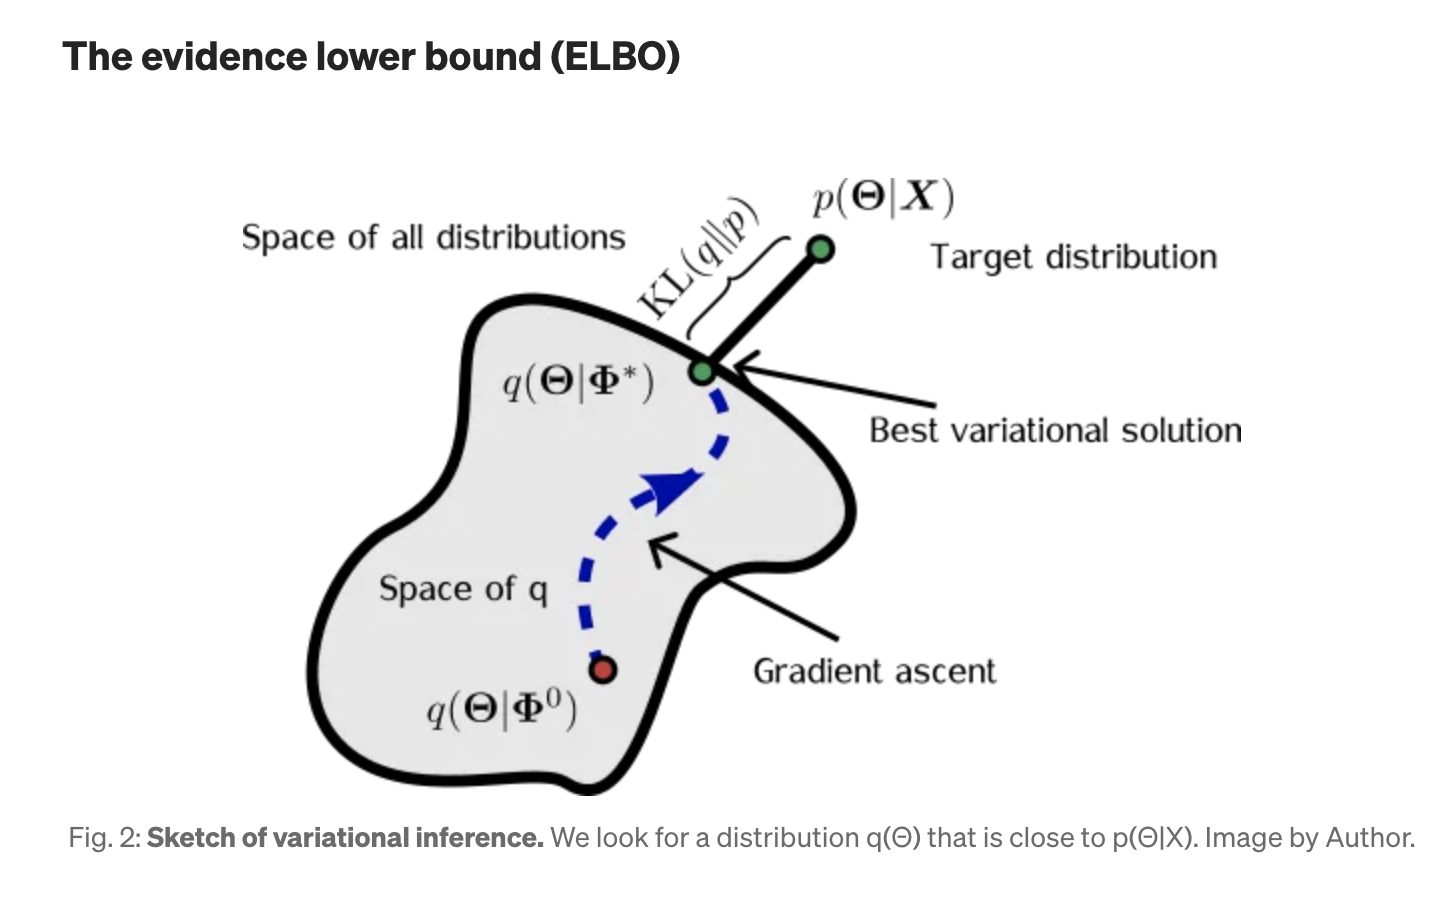 The evidence lower bound (ELBO)
p(Θ|X)
Space of all distributions
KL(q||p)
Target distribution
q(Θ|Φ*)
Best variational solution
Space of q
Gradient ascent
q(Θ|Φ⁰)
Fig. 2: Sketch of variational inference. We look for a distribution q(Θ) that is close to p(Θ|X). Image by Author.